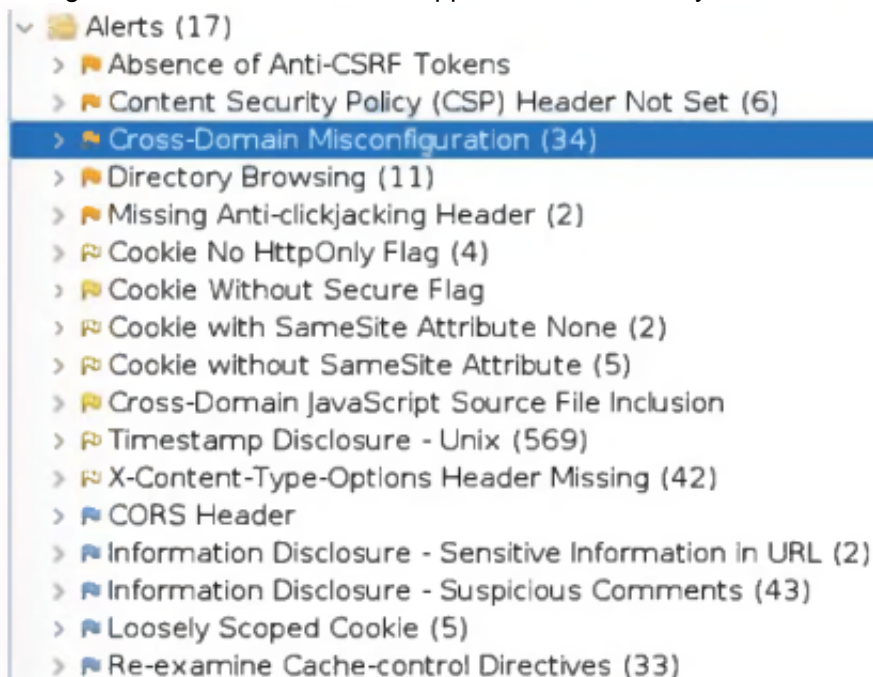 Alerts (17)
Absence of Anti-CSRF Tokens
Content Security Policy (CSP) Header Not Set (6)
Cross-Domain Misconfiguration (34)
Directory Browsing (11)
Missing Anti-clickjacking Header (2)
Cookie No HttpOnly Flag (4)
Cookie Without Secure Flag
Cookie with SameSite Attribute None (2)
Cookie without SameSite Attribute (5)
Cross-Domain JavaScript Source File Inclusion
Timestamp Disclosure - Unix (569)
X-Content-Type-Options Header Missing (42)
CORS Header
Information Disclosure - Sensitive Information in URL (2)
Information Disclosure - Suspicious Comments (43)
Loosely Scoped Cookie (5)
Re-examine Cache-control Directives (33)